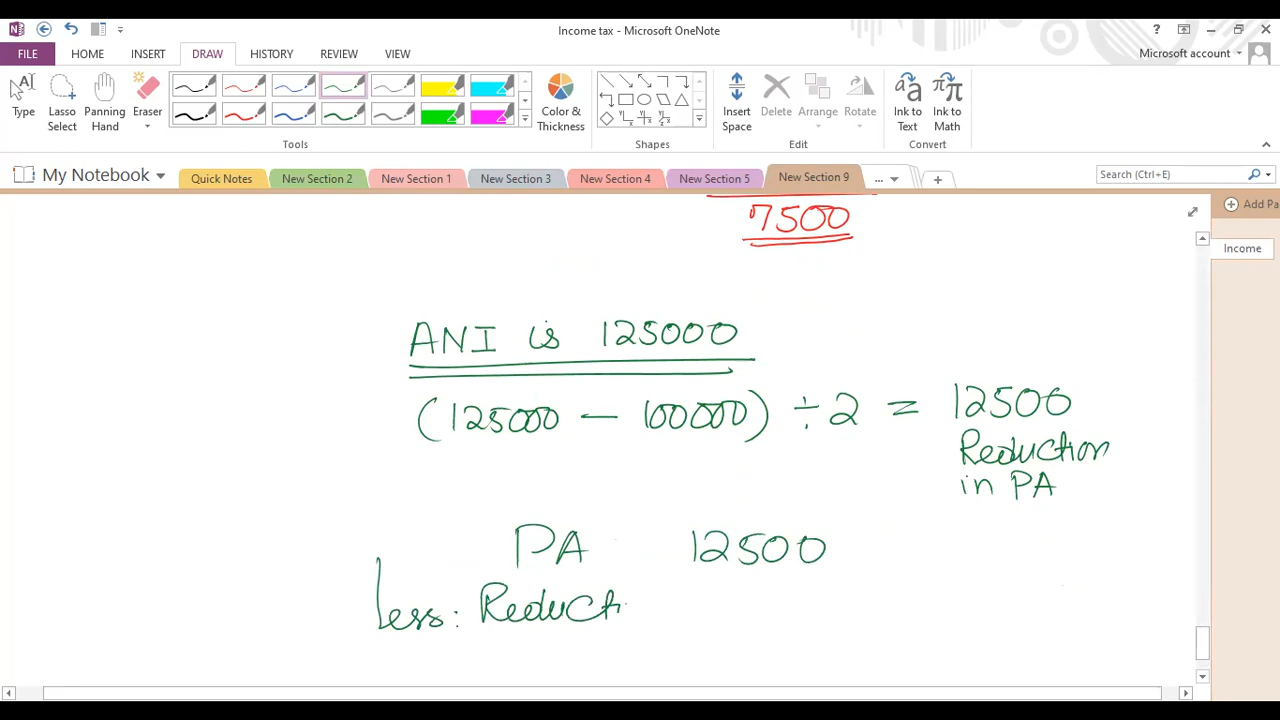 Income tax - Microsoft OneNote
FILE HOME INSERT DRAW HISTORY REVIEW VIEW Microsoft account
Type Lasso Select Panning Hand Eraser Color & Thickness Insert Space Delete Arrange Rotate Ink to Text Ink to Math
Tools Shapes Edit Convert
My Notebook Quick Notes New Section 2 New Section 1 New Section 3 New Section 4 New Section 5 New Section 9 ... Search (Ctrl+E)
Add Pa
Income
7500
ANI is 125000
(125000 - 100000) ÷ 2 = 12500
Reduction
in PA
PA 12500
Less: Reducti